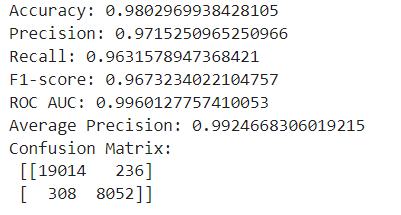 Accuracy: 0.9802969938428105
Precision: 0.9715250965250966
Recall: 0.9631578947368421
F1-score: 0.9673234022104757
ROC AUC: 0.9960127757410053
Average Precision: 0.9924668306019215
Confusion Matrix:
[[19014   236]
[  308  8052]]